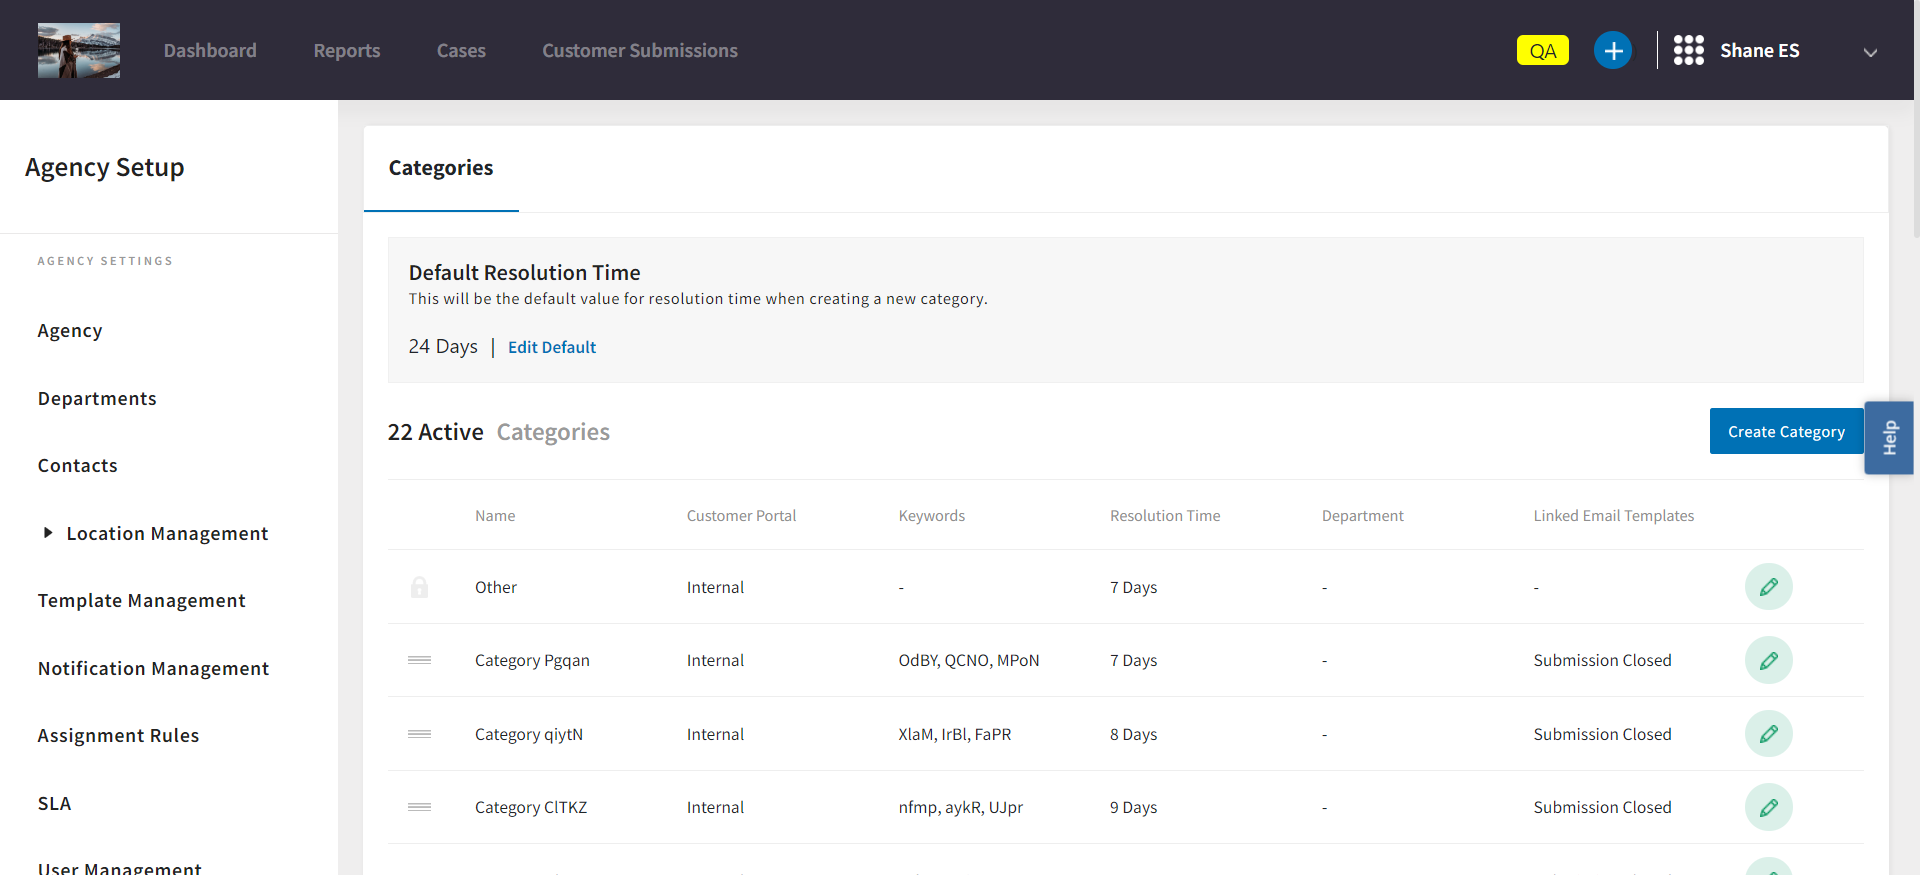 Dashboard Reports Cases Customer Submissions QA Shane ES
Agency Setup
AGENCY SETTINGS
Agency
Departments
Contacts
Location Management
Template Management
Notification Management
Assignment Rules
SLA
User Management
Categories
Default Resolution Time
This will be the default value for resolution time when creating a new category.
24 Days | Edit Default
22 Active Categories
Create Category
Help
Name Customer Portal Keywords Resolution Time Department Linked Email Templates
Other Internal - 7 Days - -
Category Pgqan Internal OdBY, QCNO, MPoN 7 Days - Submission Closed
Category qiytN Internal XlaM, IrBl, FaPR 8 Days - Submission Closed
Category ClTKZ Internal nfmp, aykR, UJpr 9 Days - Submission Closed